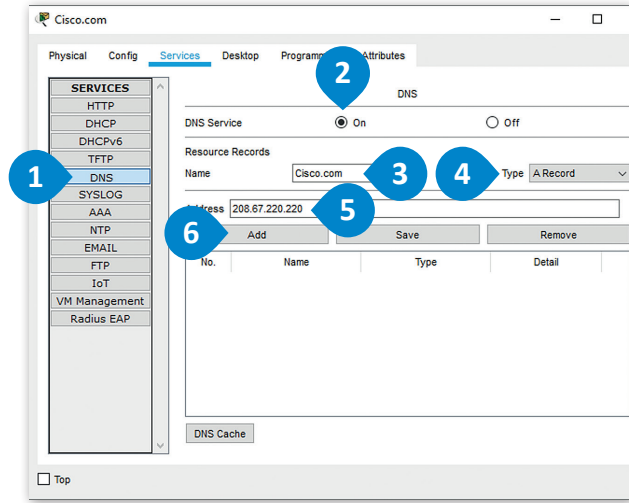 Cisco.com
Physical Config Services Desktop Attributes
2
SERVICES
HTTP
DHCP
DHCPv6
TFTP
DNS
SYSLOG
AAA
NTP
EMAIL
FTP
IoT
VM Management
Radius EAP
1
DNS
DNS Service On Off
Resource Records
Name Cisco.com 3 4 Type A Record
208.67.220.220 5
6 Add Save Remove
No. Name Type Detail
DNS Cache
Top